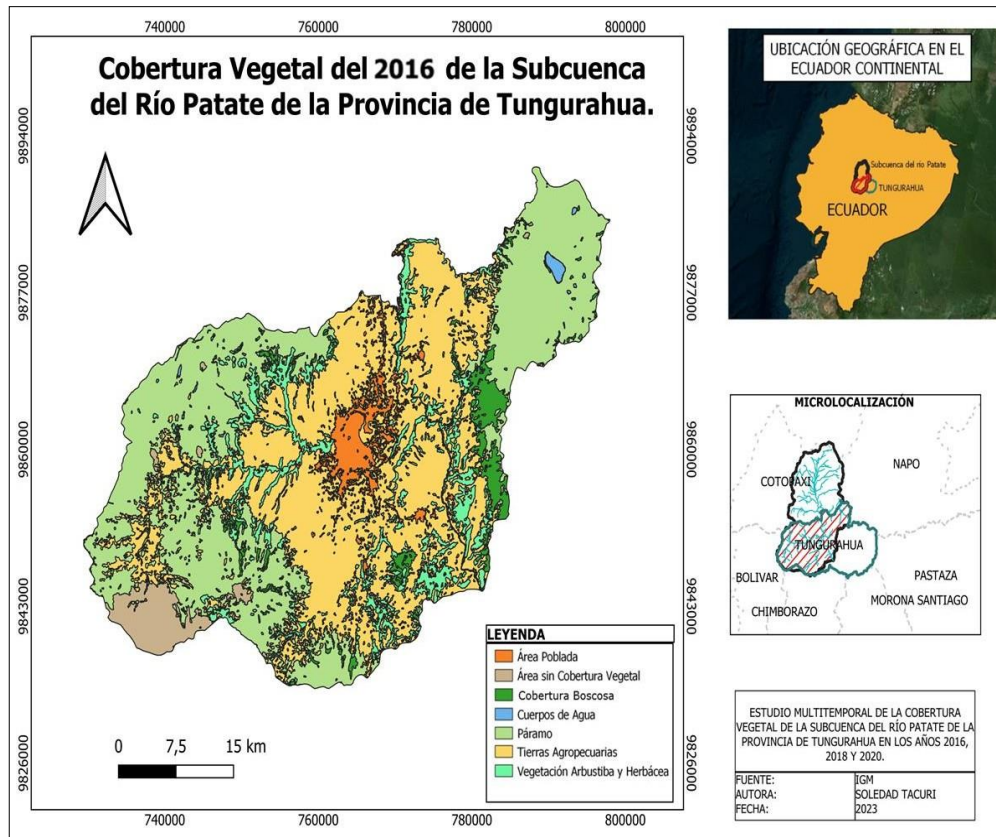 740000 760000 780000 800000
Cobertura Vegetal del 2016 de la Subcuenca
del Río Patate de la Provincia de Tungurahua.
9894000
9877000
9860000
9843000
9826000
9894000
9877000
9860000
9843000
9826000
0 7,5 15 km
LEYENDA
Área Poblada
Área sin Cobertura Vegetal
Cobertura Boscosa
Cuerpos de Agua
Páramo
Tierras Agropecuarias
Vegetación Arbustiba y Herbácea
740000 760000 780000 800000
UBICACIÓN GEOGRÁFICA EN EL
ECUADOR CONTINENTAL
Subcuenca del río Patate
TUNGURAHUA
ECUADOR
MICROLOCALIZACIÓN
COTOPAXI
NAPO
TUNGURAHUA
BOLIVAR
PASTAZA
CHIMBORAZO
MORONA SANTIAGO
ESTUDIO MULTITEMPORAL DE LA COBERTURA
VEGETAL DE LA SUBCUENCA DEL RÍO PATATE DE LA
PROVINCIA DE TUNGURAHUA EN LOS AÑOS 2016,
2018 Y 2020.
FUENTE: IGM
AUTORA: SOLEDAD TACURI
FECHA: 2023